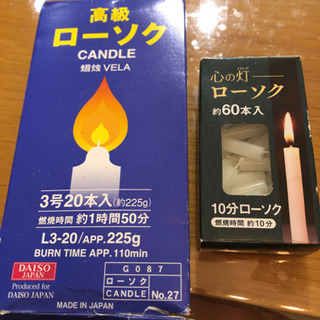 高級
ローソク
CANDLE
蜡烛 VELA
3号20本入(約225g)
燃焼時間 約1時間50分
L3-20/APP. 225g
BURN TIME APP. 110min
DAISO
JAPAN
Produced for
DAISO JAPAN
G087
ローソク
CANDLE No.27
MADE IN JAPAN
心の灯
ローソク
約60本入
10分ローソク
燃焼時間 約10分